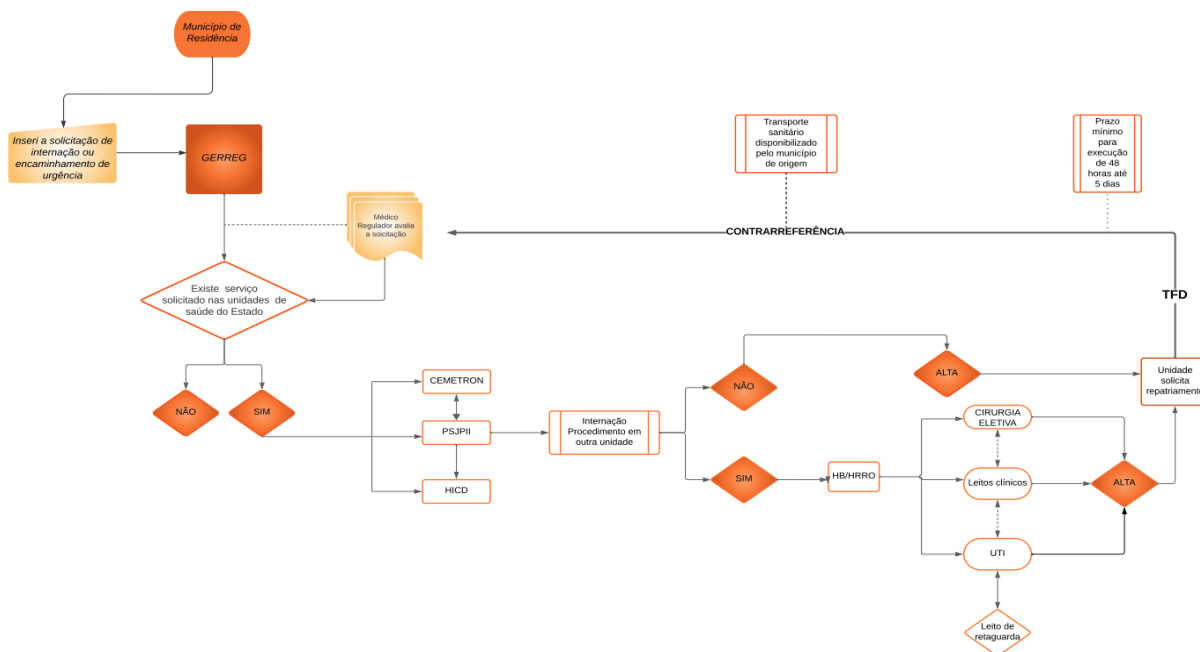 Município de
Residência
Inseri a solicitação de
internação ou
encaminhamento de
urgência
GERREG
Médico
Regulador avalia
a soicitação
Transporte
sanitário
disponibilizado
pelo município
de origem
Prazo
mínimo
para
execução
de 48
horas até
5 dias
CONTRARREFERÊNCIA
TFD
Existe serviço
solicitado nas unidades de
saúde do Estado
NÃO
SIM
CEMETRON
PSJPII
HICD
Internação
Procedimento em
outra unidade
NÃO
SIM
ALTA
Unidade
solicita
repatriamento
HB/HRRO
CIRURGIA
ELETIVA
Leitos clínicos
UTI
ALTA
Leito de
retaguarda